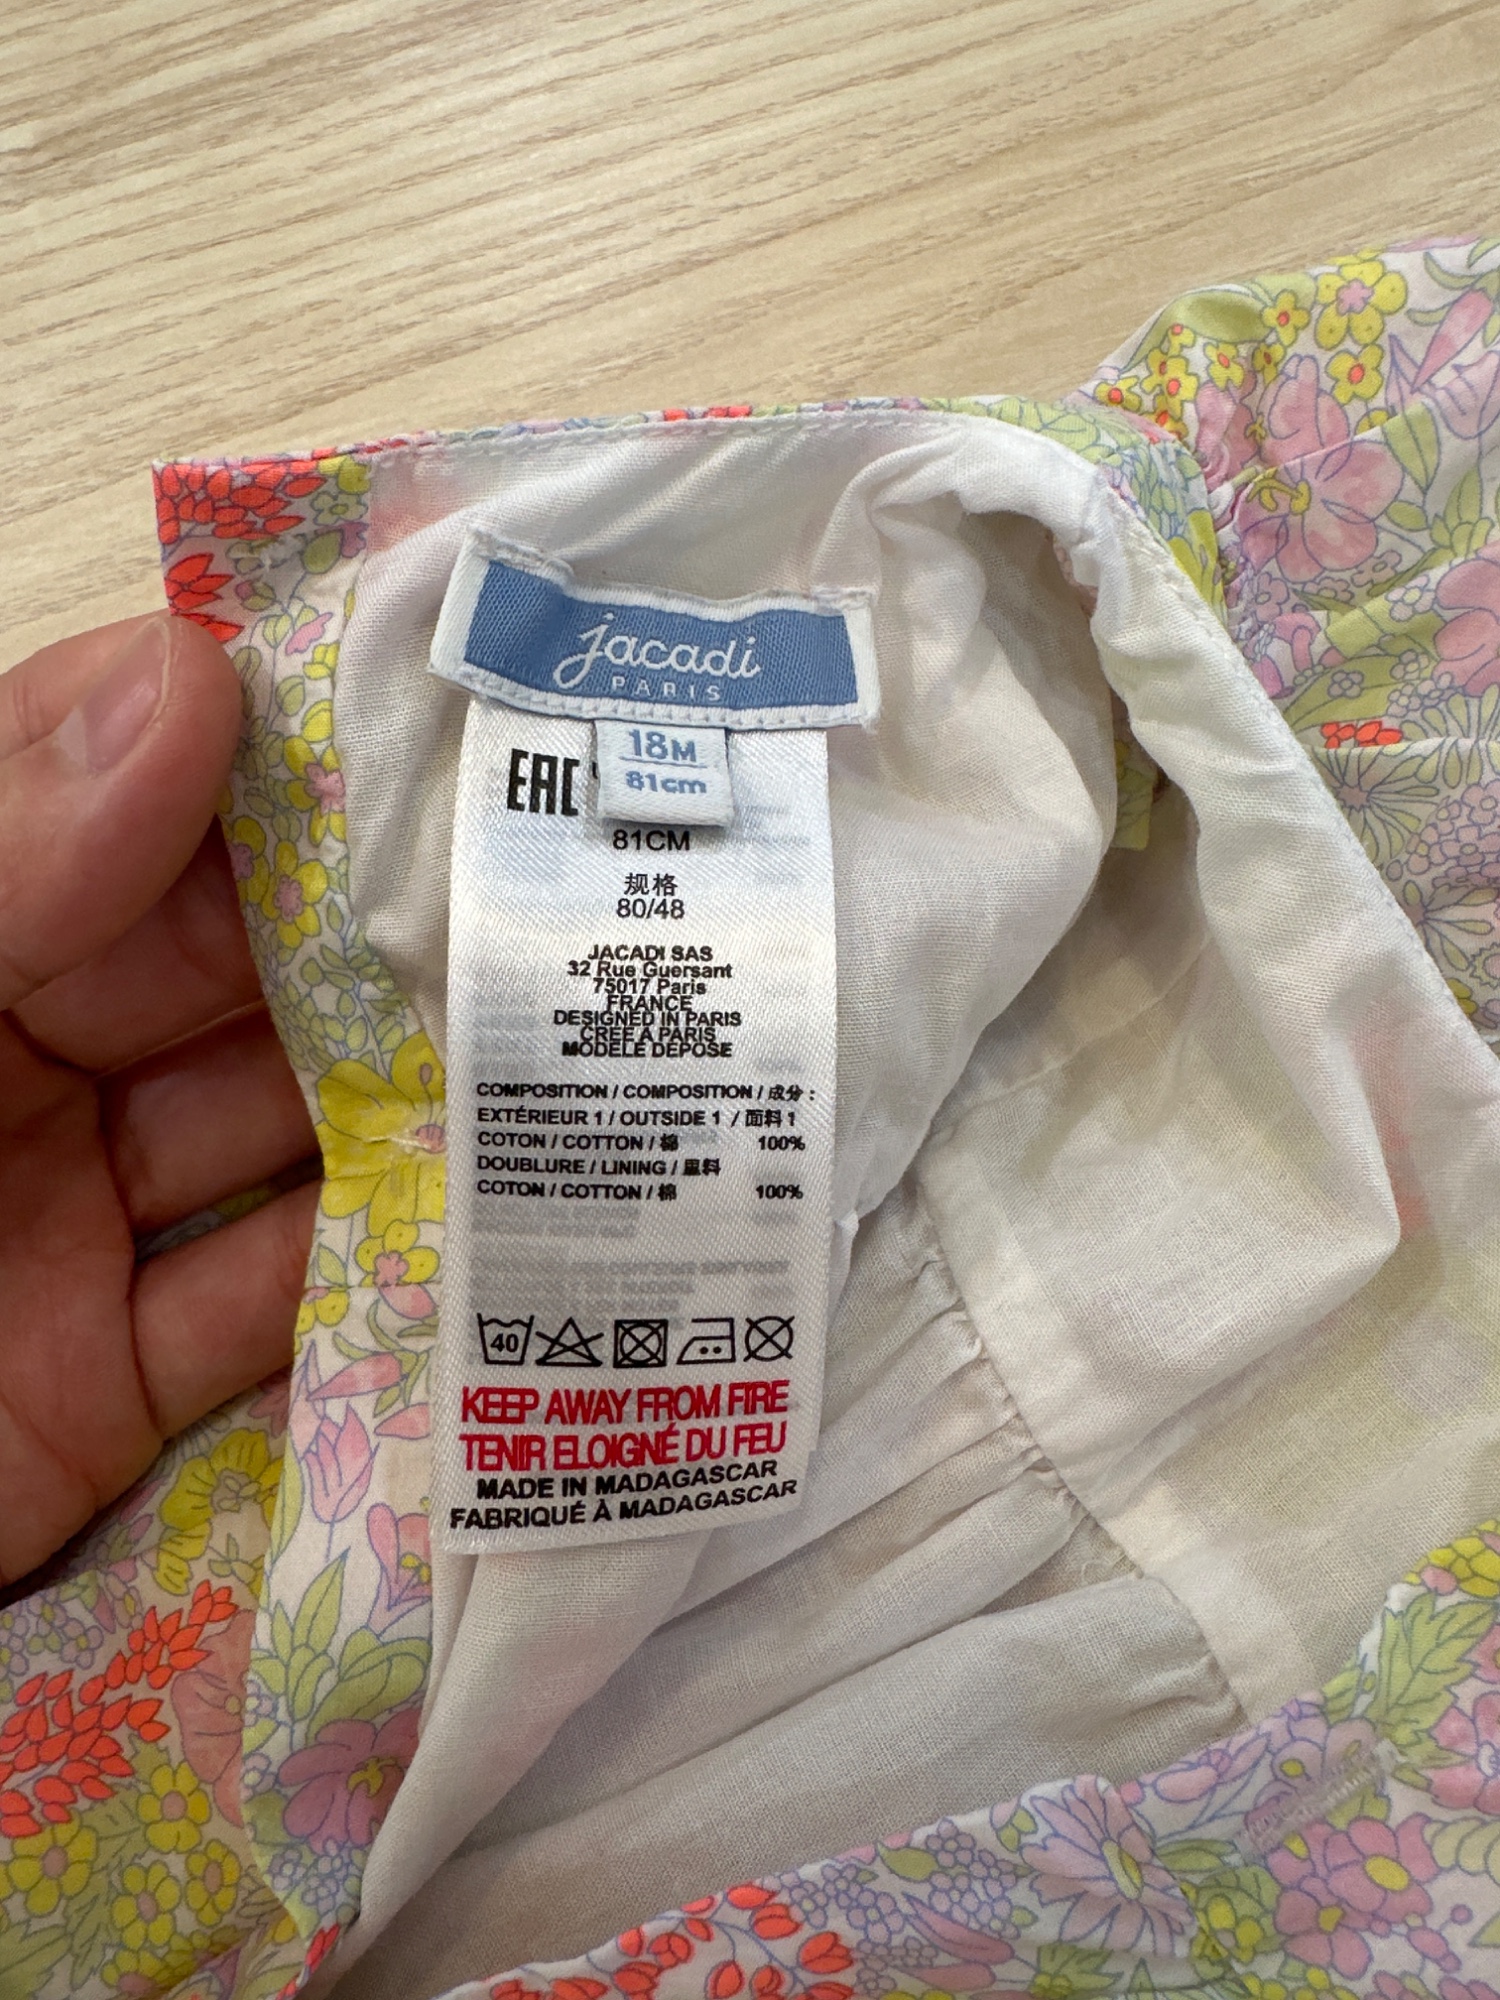 jacadi
PARIS
18M
81cm
EAC
81CM
规格
80/48
JACADI SAS
32 Rue Guersant
75017 Paris
FRANCE
DESIGNED IN PARIS
CRÉÉ À PARIS
MODÈLE DÉPOSÉ
COMPOSITION / COMPOSITION / 成分 :
EXTÉRIEUR 1 / OUTSIDE 1 / 面料 1
COTON / COTTON / 棉 100%
DOUBLURE / LINING / 里料
COTON / COTTON / 棉 100%
40
KEEP AWAY FROM FIRE
TENIR ELOIGNÉ DU FEU
MADE IN MADAGASCAR
FABRIQUÉ À MADAGASCAR